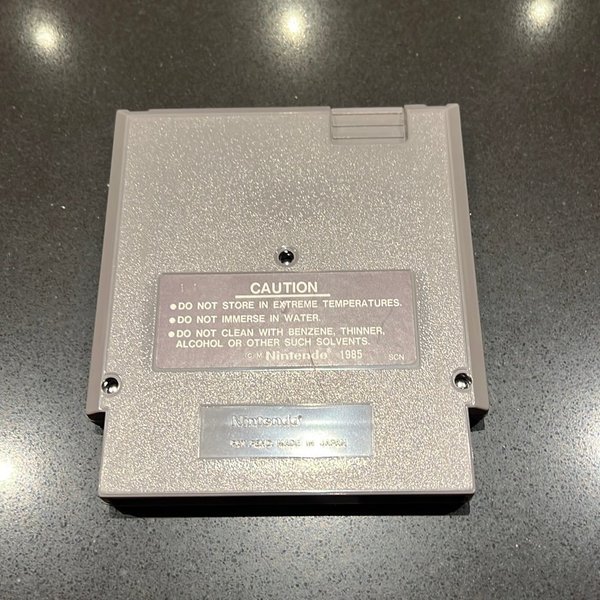 CAUTION
●DO NOT STORE IN EXTREME TEMPERATURES.
●DO NOT IMMERSE IN WATER.
●DO NOT CLEAN WITH BENZENE, THINNER,
ALCOHOL OR OTHER SUCH SOLVENTS.
Nintendo® 1985
SCN
Nintendo®
MADE IN JAPAN